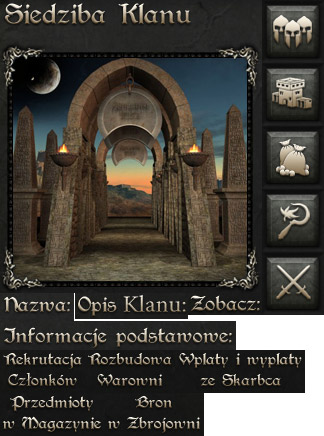 Siedziba Klanu
Nazwa: Opis Klanu: Zobacz:
Informacje podstawowe:
Rekrutacja Rozbudowa Wpłaty i wypłaty
Członków Warowni ze Skarbca
Przedmioty Bron
w Magazynie w Zbrojowni